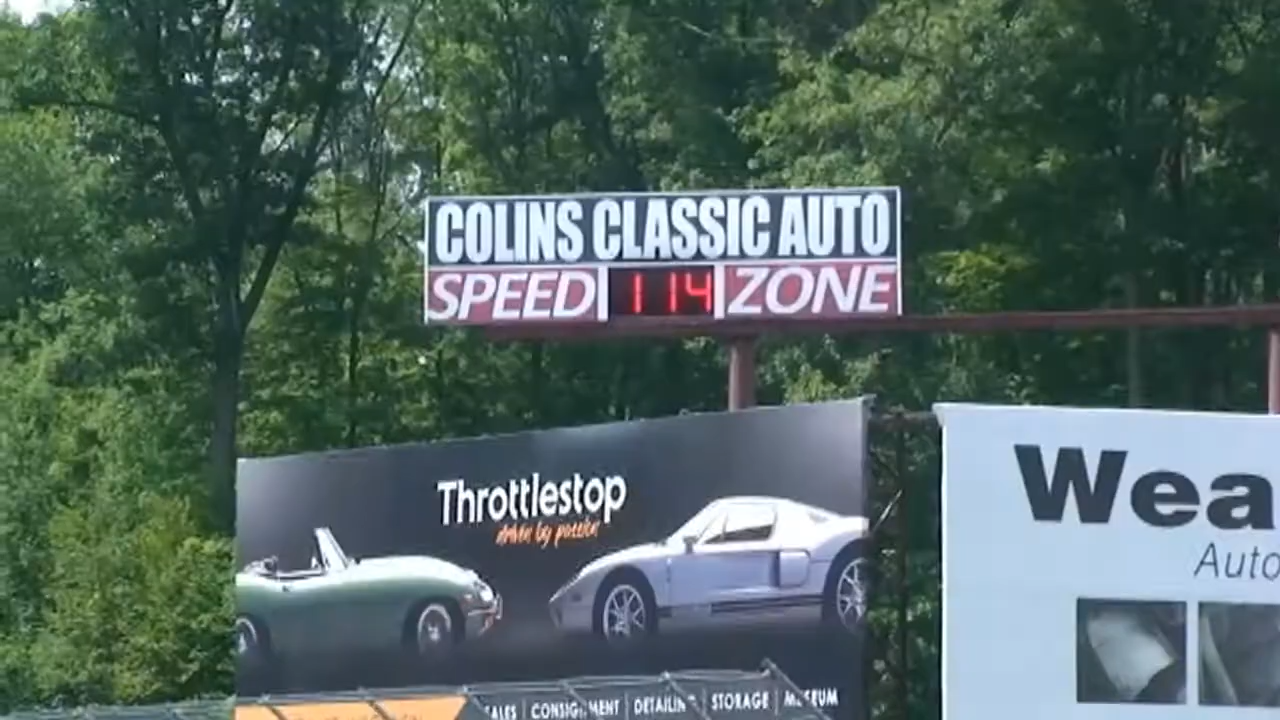 COLINS CLASSIC AUTO
SPEED 114 ZONE
Throttlestop
driven by passion
SALES | CONSIGNMENT | DETAILING | STORAGE | MUSEUM
Wea
Auto